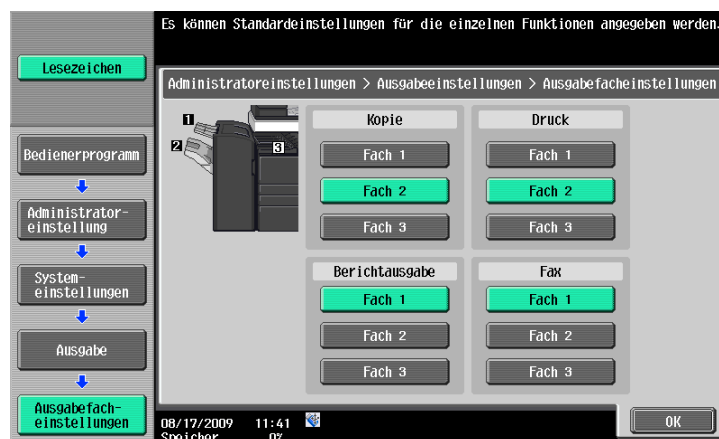 Es können Standardeinstellungen für die einzelnen Funktionen angegeben werden.
Lesezeichen
Administratoreinstellungen > Ausgabeeinstellungen > Ausgabefacheinstellungen
Bedienerprogramm
Administrator-
einstellung
System-
einstellungen
Ausgabe
Ausgabefach-
einstellungen
1
2
3
Kopie
Fach 1
Fach 2
Fach 3
Druck
Fach 1
Fach 2
Fach 3
Berichtausgabe
Fach 1
Fach 2
Fach 3
Fax
Fach 1
Fach 2
Fach 3
08/17/2009 11:41
Speicher 0%
OK